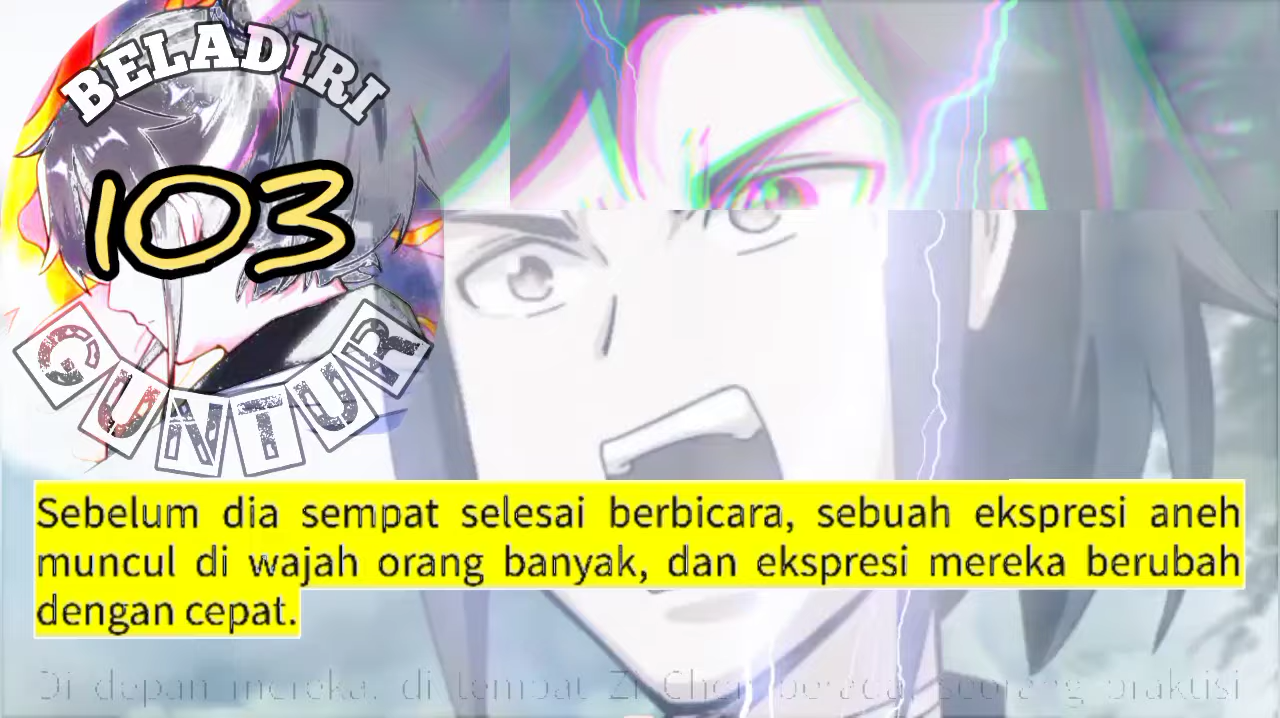 BELADIRI
103
GUNTUR
Sebelum dia sempat selesai berbicara, sebuah ekspresi aneh
muncul di wajah orang banyak, dan ekspresi mereka berubah
dengan cepat.
Di depan mereka, di tempat Zi Chen berada, seorang praktisi